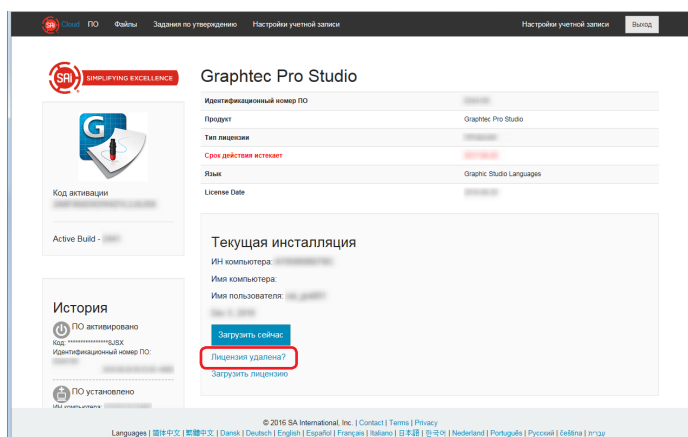 SAi Cloud ПО Файлы Задания по утверждению Настройки учетной записи Настройки учетной записи Выход
SAi SIMPLIFYING EXCELLENCE
Graphtec Pro Studio
Идентификационный номер ПО
Продукт Graphtec Pro Studio
Тип лицензии
Срок действия истекает
Язык Graphic Studio Languages
License Date
G
Код активации
Active Build -
Текущая инсталляция
ИН компьютера:
Имя компьютера:
Имя пользователя:
Загрузить сейчас
Лицензия удалена?
Загрузить лицензию
История
ПО активировано
Код: ***************8JSX
Идентификационный номер ПО:
ПО установлено
© 2016 SA International, Inc. | Contact | Terms | Privacy
Languages | 简体中文 | 繁體中文 | Dansk | Deutsch | English | Español | Français | Italiano | 日本語 | 한국어 | Nederland | Português | Русский | čeština | עברית